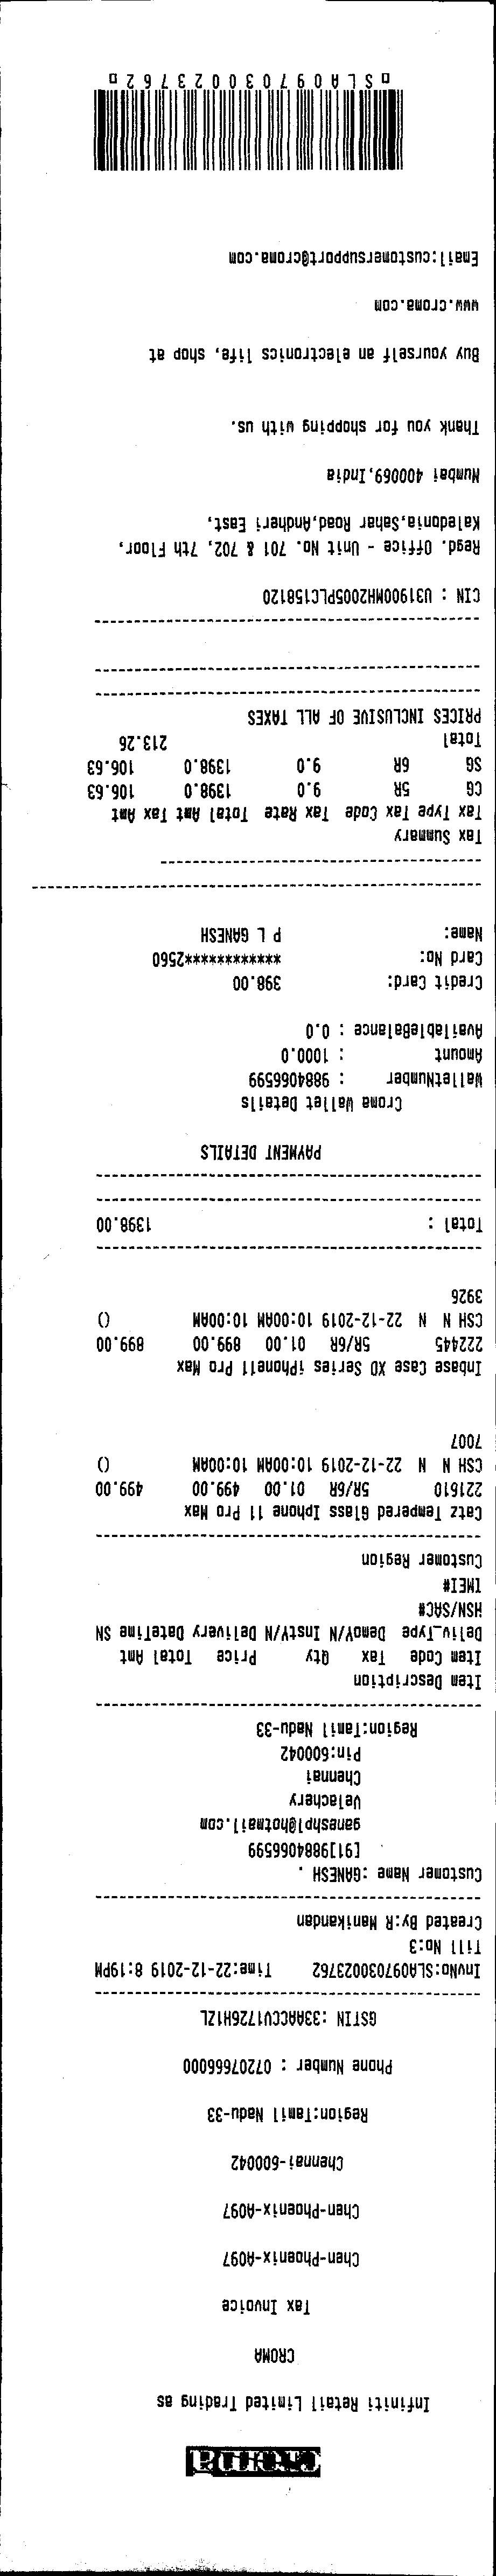 croma
Infiniti Retail Limited Trading as
CROMA
Tax Invoice
Chen-Phoenix-A097
Chen-Phoenix-A097
Chennai-600042
Region:Tamil Nadu-33
Phone Number : 07207666000
GSTIN :33AACCV1726H1ZL
InvNo:SLA097030023762 Time:22-12-2019 8:19PM
Till No:3
Created By:R Manikandan
Customer Name :GANESH .
[91]9884066599
ganeshpl@hotmail.com
Velachery
Chennai
Pin:600042
Region:Tamil Nadu-33
Item Description
Item Code Tax Qty Price Total Amt
Deliv_Type DemoY/N InstY/N Delivery DateTime SN
HSN/SAC#
IMEI#
Customer Region
Catz Tempered Glass Iphone 11 Pro Max
221610 5R/6R 01.00 499.00 499.00
CSH N N 22-12-2019 10:00AM 10:00AM ()
7007
Inbase Case XO Series iPhone11 Pro Max
222445 5R/6R 01.00 899.00 899.00
CSH N N 22-12-2019 10:00AM 10:00AM ()
3926
Total : 1398.00
PAYMENT DETAILS
Croma Wallet Details
WalletNumber : 9884066599
Amount : 1000.0
AvailableBalance : 0.0
Credit Card: 398.00
Card No: ************2560
Name: P L GANESH
Tax Summary
Tax Type Tax Code Tax Rate Total Amt Tax Amt
CG 5R 9.0 1398.0 106.63
SG 6R 9.0 1398.0 106.63
Total 213.26
PRICES INCLUSIVE OF ALL TAXES
CIN : U31900MH2005PLC158120
Regd. Office - Unit No. 701 & 702, 7th Floor,
Kaledonia,Sahar Road,Andheri East,
Mumbai 400069,India
Thank you for shopping with us.
Buy yourself an electronics life, shop at
www.croma.com
Email:customersupport@croma.com
SLA097030023762